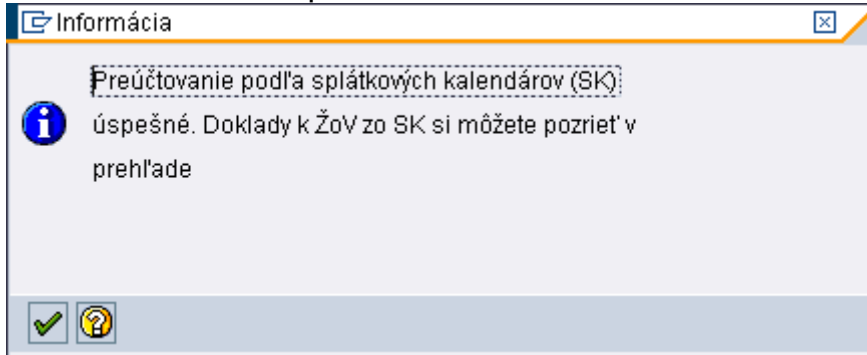 Informácia
Preúčtovanie podľa splátkových kalendárov (SK)
úspešné. Doklady k ŽoV zo SK si môžete pozrieť v
prehľade